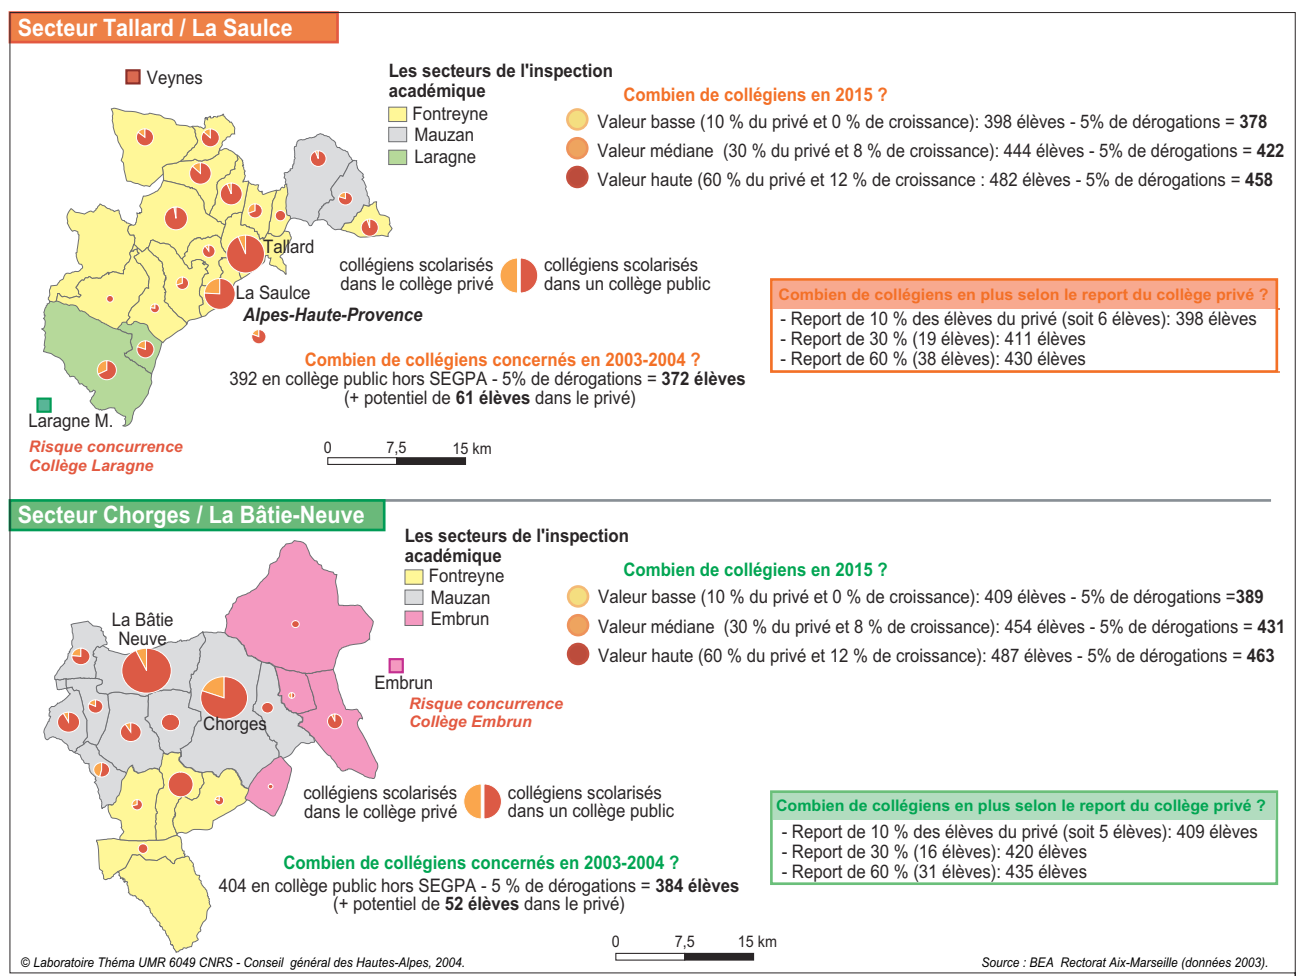 Secteur Tallard / La Saulce
Veynes
Les secteurs de l'inspection
académique
Fontreyne
Mauzan
Laragne
Combien de collégiens en 2015 ?
Valeur basse (10 % du privé et 0 % de croissance): 398 élèves - 5% de dérogations = 378
Valeur médiane (30 % du privé et 8 % de croissance): 444 élèves - 5% de dérogations = 422
Valeur haute (60 % du privé et 12 % de croissance : 482 élèves - 5% de dérogations = 458
Tallard
La Saulce
Alpes-Haute-Provence
collégiens scolarisés
dans le collège privé
collégiens scolarisés
dans un collège public
Combien de collégiens en plus selon le report du collège privé ?
- Report de 10 % des élèves du privé (soit 6 élèves): 398 élèves
- Report de 30 % (19 élèves): 411 élèves
- Report de 60 % (38 élèves): 430 élèves
Combien de collégiens concernés en 2003-2004 ?
392 en collège public hors SEGPA - 5% de dérogations = 372 élèves
(+ potentiel de 61 élèves dans le privé)
Laragne M.
Risque concurrence
Collège Laragne
0 7,5 15 km
Secteur Chorges / La Bâtie-Neuve
Les secteurs de l'inspection
académique
Fontreyne
Mauzan
Embrun
Combien de collégiens en 2015 ?
Valeur basse (10 % du privé et 0 % de croissance): 409 élèves - 5% de dérogations =389
Valeur médiane (30 % du privé et 8 % de croissance): 454 élèves - 5% de dérogations = 431
Valeur haute (60 % du privé et 12 % de croissance): 487 élèves - 5% de dérogations = 463
La Bâtie
Neuve
Chorges
Embrun
Risque concurrence
Collège Embrun
collégiens scolarisés
dans le collège privé
collégiens scolarisés
dans un collège public
Combien de collégiens en plus selon le report du collège privé ?
- Report de 10 % des élèves du privé (soit 5 élèves): 409 élèves
- Report de 30 % (16 élèves): 420 élèves
- Report de 60 % (31 élèves): 435 élèves
Combien de collégiens concernés en 2003-2004 ?
404 en collège public hors SEGPA - 5 % de dérogations = 384 élèves
(+ potentiel de 52 élèves dans le privé)
0 7,5 15 km
© Laboratoire Théma UMR 6049 CNRS - Conseil général des Hautes-Alpes, 2004.
Source : BEA Rectorat Aix-Marseille (données 2003).